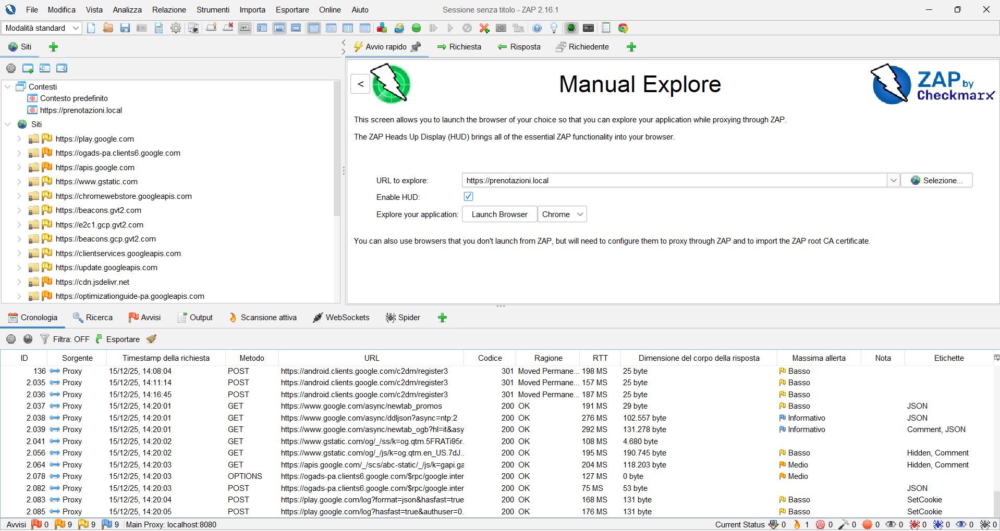 File Modifica Vista Analizza Relazione Strumenti Importa Esportare Online Aiuto
Sessione senza titolo - ZAP 2.16.1
Modalità standard
Siti
Avvio rapido Richiesta Risposta Richiedente
Contesti
Contesto predefinito
https://prenotazioni.local
Siti
https://play.google.com
https://ogads-pa.clients6.google.com
https://apis.google.com
https://www.gstatic.com
https://chromewebstore.googleapis.com
https://beacons.gvt2.com
https://e2c1.gcp.gvt2.com
https://beacons.gcp.gvt2.com
https://clientservices.googleapis.com
https://update.googleapis.com
https://cdn.jsdelivr.net
https://optimizationguide-pa.googleapis.com
<
Manual Explore
ZAP by
Checkmarx
This screen allows you to launch the browser of your choice so that you can explore your application while proxying through ZAP.
The ZAP Heads Up Display (HUD) brings all of the essential ZAP functionality into your browser.
URL to explore: https://prenotazioni.local Selezione...
Enable HUD:
Explore your application: Launch Browser Chrome
You can also use browsers that you don't launch from ZAP, but will need to configure them to proxy through ZAP and to import the ZAP root CA certificate.
Cronologia Ricerca Avvisi Output Scansione attiva WebSockets Spider
Filtra: OFF Esportare
ID Sorgente Timestamp della richiesta Metodo URL Codice Ragione RTT Dimensione del corpo della risposta Massima allerta Nota Etichette
136 Proxy 15/12/25, 14:08:04 POST https://android.clients.google.com/c2dm/register3 301 Moved Permane... 198 MS 25 byte Basso
2.035 Proxy 15/12/25, 14:11:14 POST https://android.clients.google.com/c2dm/register3 301 Moved Permane... 157 MS 25 byte Basso
2.036 Proxy 15/12/25, 14:16:45 POST https://android.clients.google.com/c2dm/register3 301 Moved Permane... 187 MS 25 byte Basso
2.037 Proxy 15/12/25, 14:20:01 GET https://www.google.com/async/newtab_promos 200 OK 191 MS 29 byte Basso JSON
2.038 Proxy 15/12/25, 14:20:01 GET https://www.google.com/async/ddljson?async=ntp:2 200 OK 276 MS 102.557 byte Informativo JSON
2.039 Proxy 15/12/25, 14:20:01 GET https://www.google.com/async/newtab_ogb?hl=it&asy 200 OK 292 MS 131.278 byte Informativo Comment, JSON
2.041 Proxy 15/12/25, 14:20:02 GET https://www.gstatic.com/og/_/ss/k=og.qtm.5FRATi95r. 200 OK 108 MS 4.680 byte
2.056 Proxy 15/12/25, 14:20:02 GET https://www.gstatic.com/og/_/js/k=og.qtm.en_US.7dJ.. 200 OK 195 MS 190.745 byte Basso Hidden, Comment
2.064 Proxy 15/12/25, 14:20:03 GET https://apis.google.com/_/scs/abc-static/_/js/k=gapi.ga 200 OK 204 MS 118.203 byte Medio Hidden, Comment
2.078 Proxy 15/12/25, 14:20:03 OPTIONS https://ogads-pa.clients6.google.com/$rpc/google.inter 200 OK 127 MS 0 byte Medio
2.082 Proxy 15/12/25, 14:20:03 POST https://ogads-pa.clients6.google.com/$rpc/google.inter 200 OK 75 MS 53 byte JSON
2.083 Proxy 15/12/25, 14:20:04 POST https://play.google.com/log?format=json&hasfast=true 200 OK 168 MS 131 byte Basso SetCookie
2.085 Proxy 15/12/25, 14:20:05 POST https://play.google.com/log?hasfast=true&authuser=0. 200 OK 176 MS 131 byte Basso SetCookie
Avvisi 0 9 9 9 Main Proxy: localhost:8080 Current Status 0 1 0 0 0 0 0 0 0 0